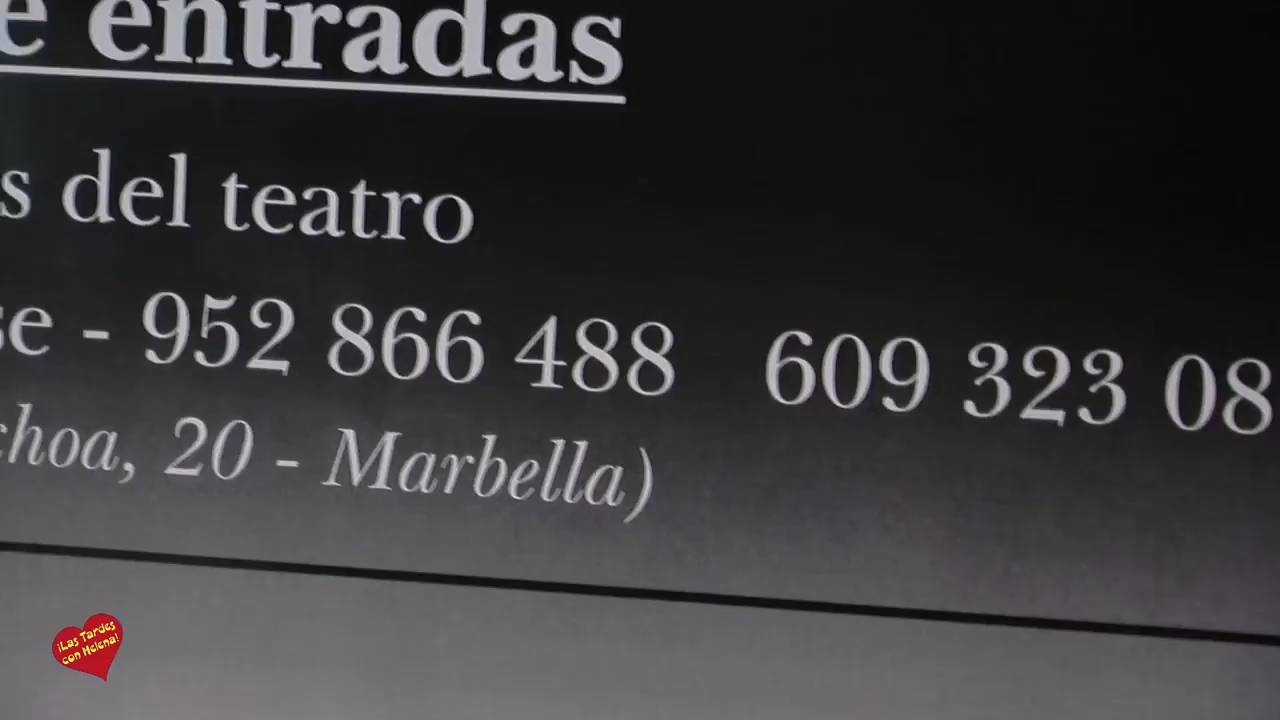 e entradas
s del teatro
se - 952 866 488 609 323 08
choa, 20 - Marbella)
¡Las Tardes
con Helena!